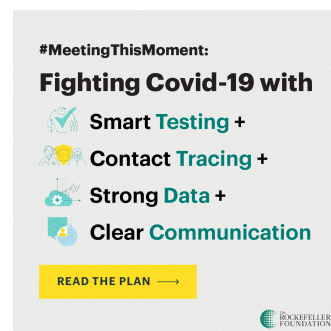 #MeetingThisMoment:
Fighting Covid-19 with
Smart Testing +
Contact Tracing +
Strong Data +
Clear Communication
READ THE PLAN
The
ROCKEFELLER
FOUNDATION